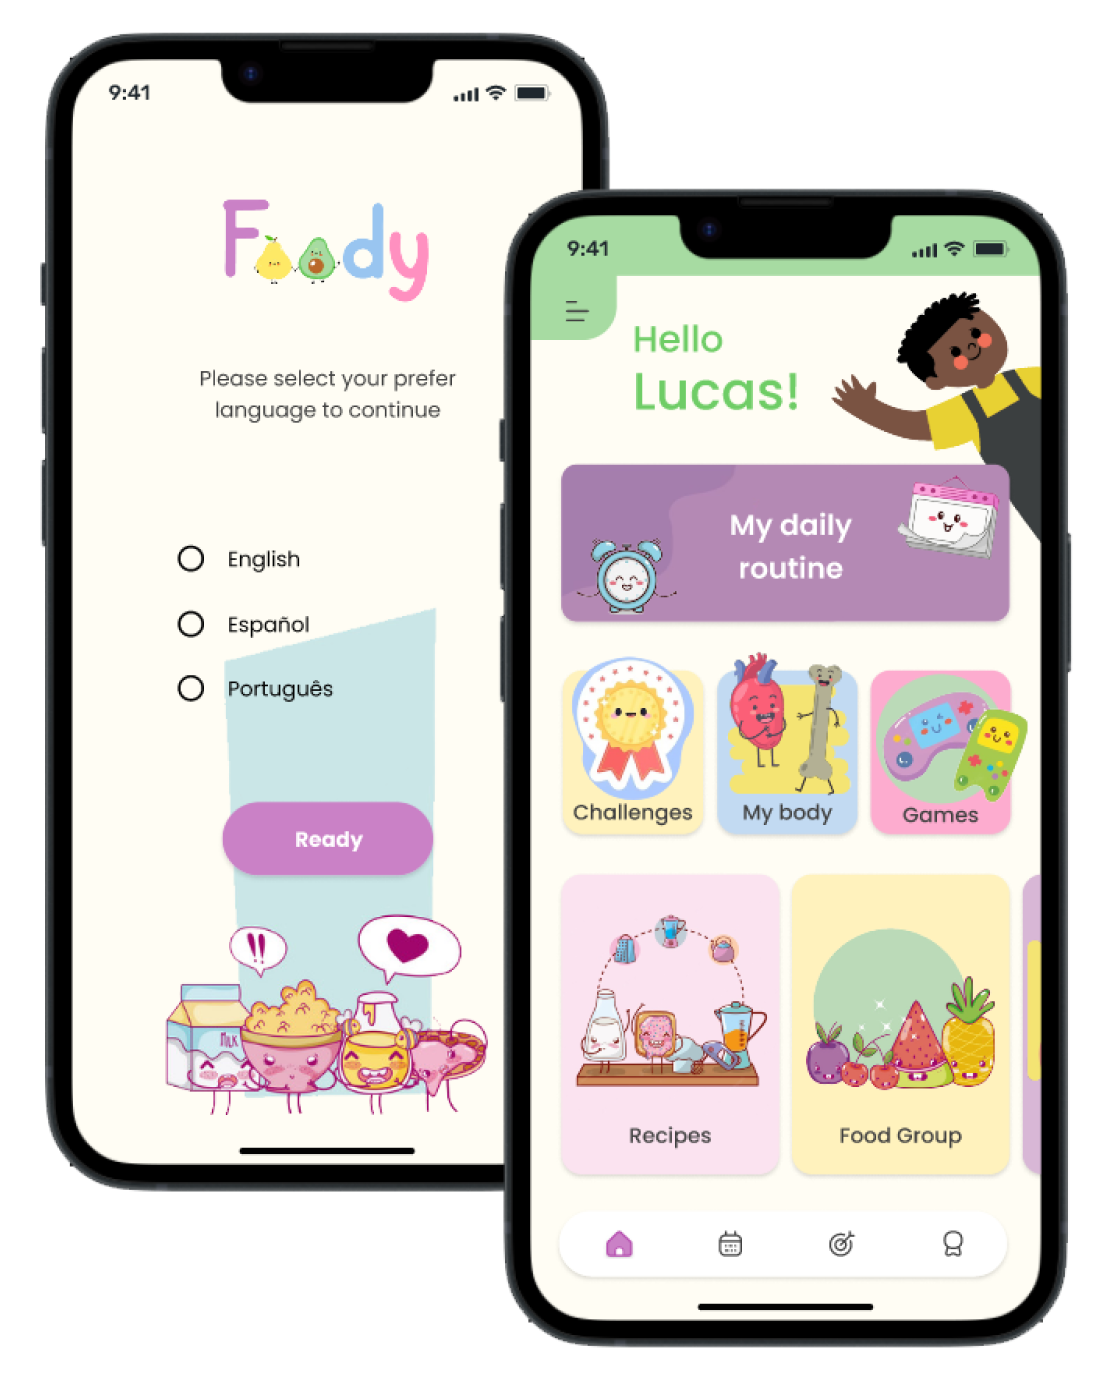 9:41
Foody
Please select your prefer
language to continue
English
Español
Português
Ready
!!
MILK
9:41
Hello
Lucas!
My daily
routine
Challenges
My body
Games
Recipes
Food Group